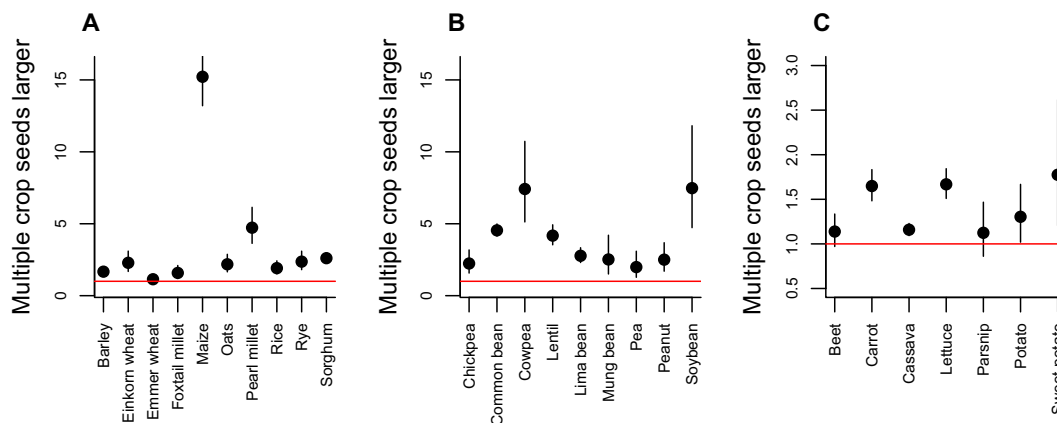 A
Multiple crop seeds larger
15
10
5
0
Barley
Einkorn wheat
Emmer wheat
Foxtail millet
Maize
Oats
Pearl millet
Rice
Rye
Sorghum
B
Multiple crop seeds larger
15
10
5
0
Chickpea
Common bean
Cowpea
Lentil
Lima bean
Mung bean
Pea
Peanut
Soybean
C
Multiple crop seeds larger
3.0
2.5
2.0
1.5
1.0
0.5
Beet
Carrot
Cassava
Lettuce
Parsnip
Potato
Sweet potato